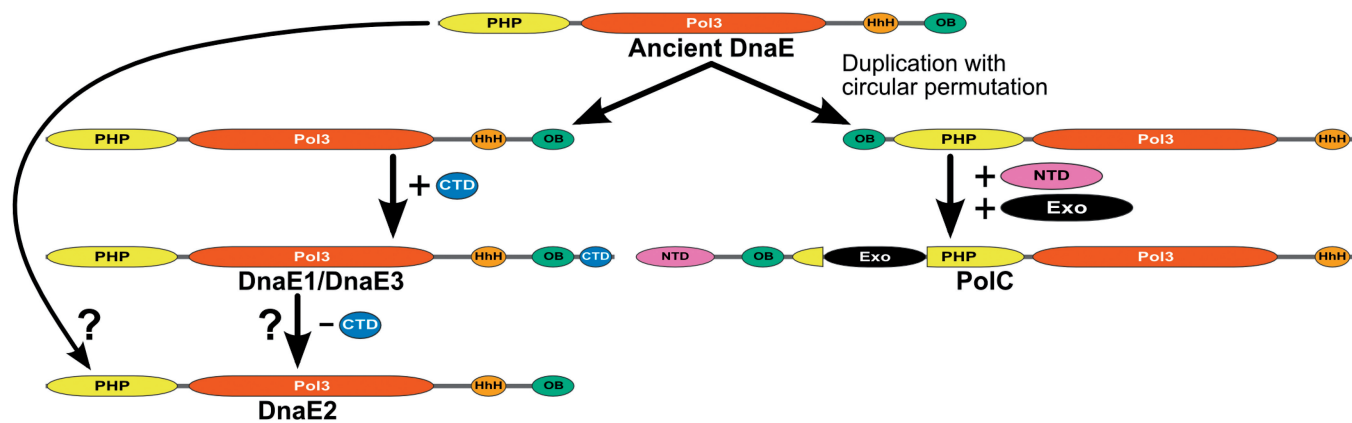 PHP Pol3 HhH OB
Ancient DnaE
Duplication with
circular permutation
PHP Pol3 HhH OB
OB PHP Pol3 HhH
+ CTD
+ NTD
+ Exo
PHP Pol3 HhH OB CTD
DnaE1/DnaE3
NTD OB Exo PHP Pol3 HhH
PolC
? ? – CTD
PHP Pol3 HhH OB
DnaE2